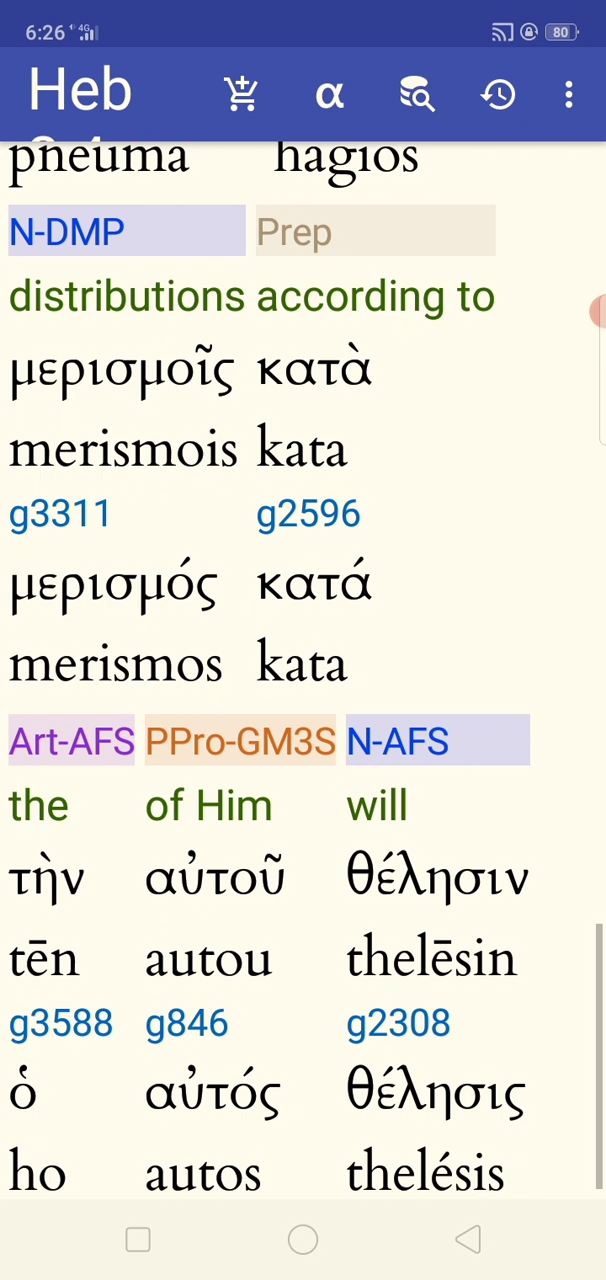 6:26 4G 80
Heb
pneuma hagios
N-DMP Prep
distributions according to
μερισμοῖς κατὰ
merismois kata
g3311 g2596
μερισμός κατά
merismos kata
Art-AFS PPro-GM3S N-AFS
the of Him will
τὴν αὐτοῦ θέλησιν
tēn autou thelēsin
g3588 g846 g2308
ὁ αὐτός θέλησις
ho autos thelésis